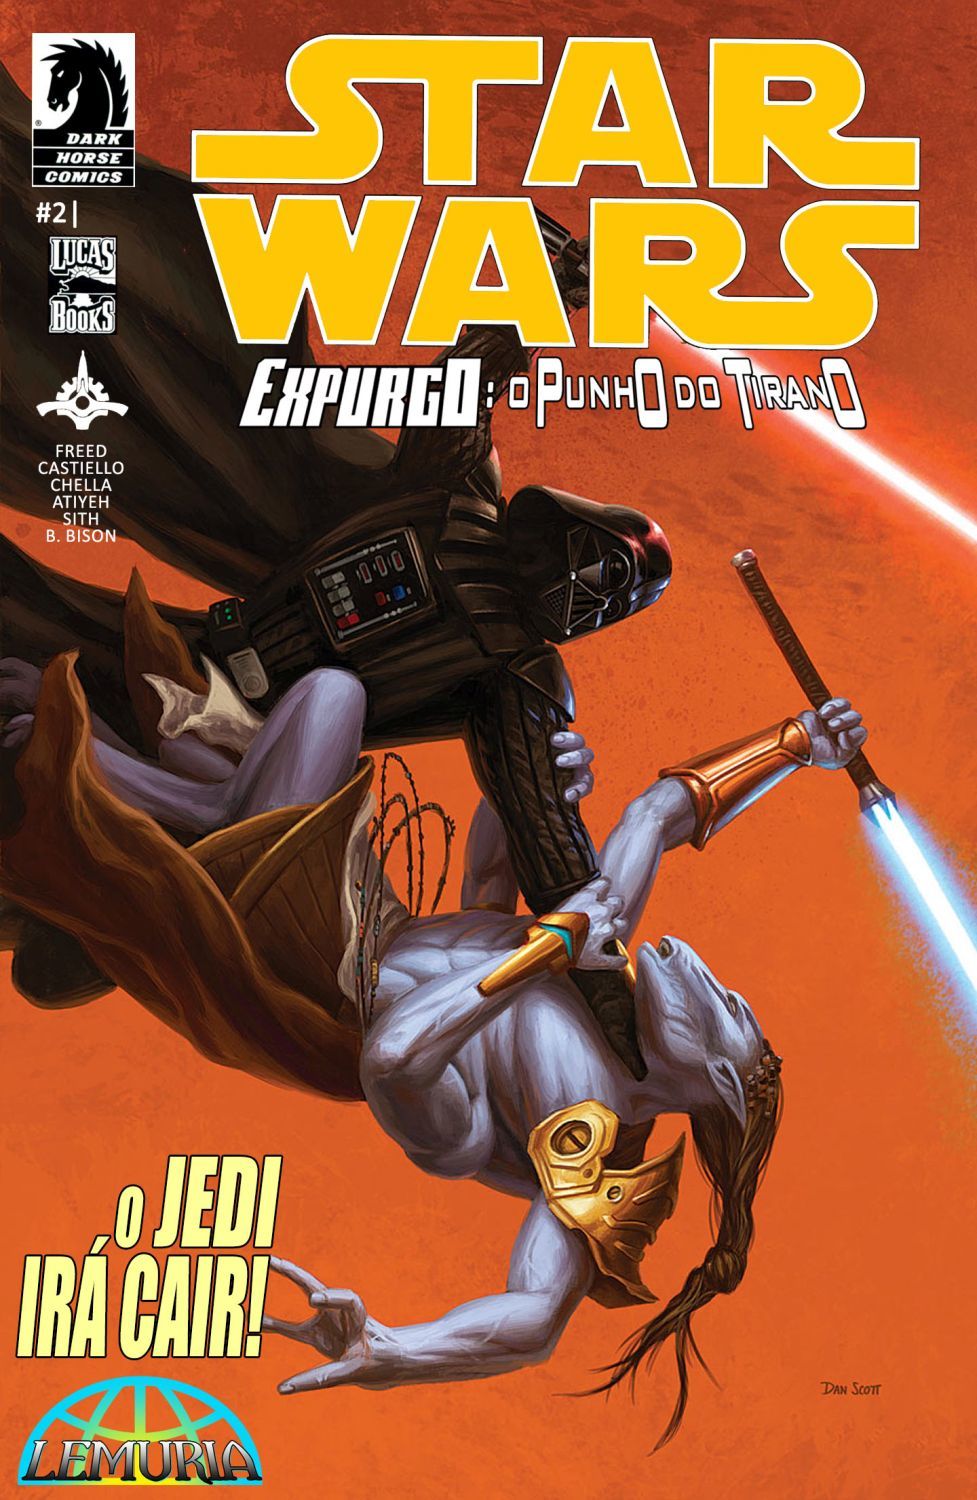 DARK
HORSE
COMICS
#2|
LUCAS
BOOKS
STAR
WARS
EXPURGO: O PUNHO DO TIRANO
FREED
CASTIELLO
CHELLA
ATIYEH
SITH
B. BISON
O JEDI
IRÁ CAIR!
DAN SCOTT
LEMURIA